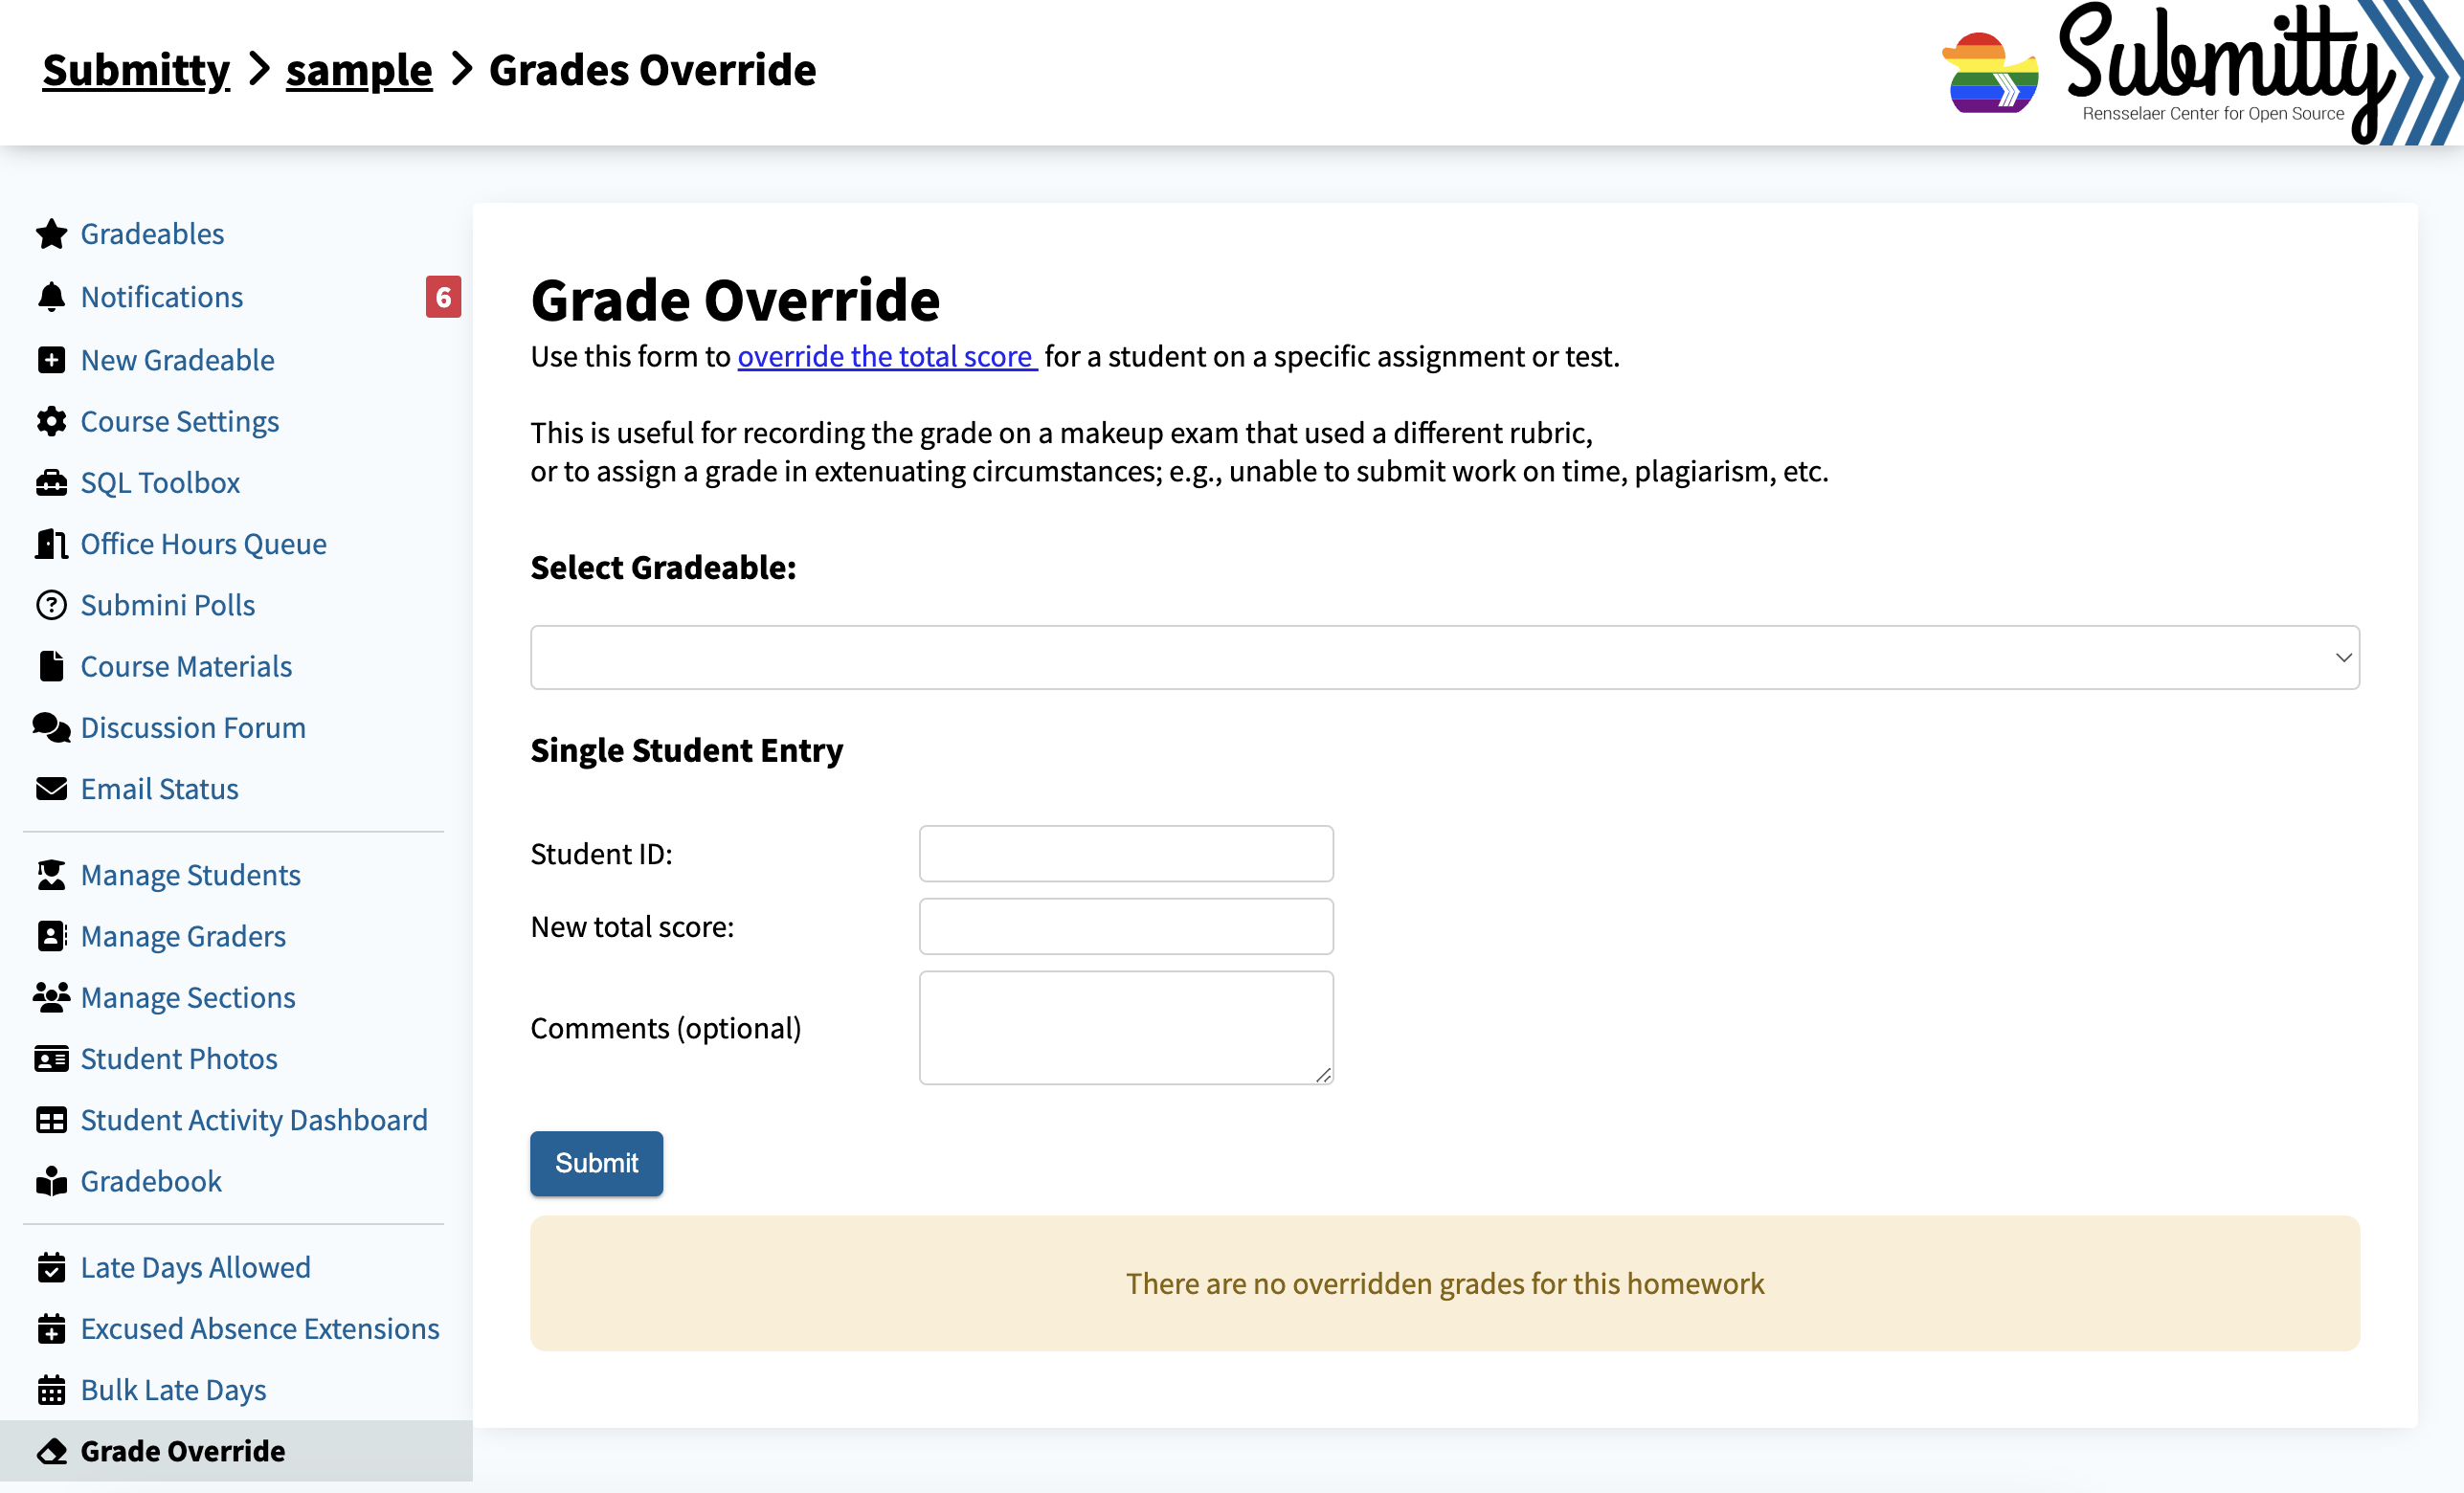 Submitty > sample > Grades Override
Submitty
Rensselaer Center for Open Source
Gradeables
Notifications 6
New Gradeable
Course Settings
SQL Toolbox
Office Hours Queue
Submini Polls
Course Materials
Discussion Forum
Email Status
Manage Students
Manage Graders
Manage Sections
Student Photos
Student Activity Dashboard
Gradebook
Late Days Allowed
Excused Absence Extensions
Bulk Late Days
Grade Override
Grade Override
Use this form to override the total score for a student on a specific assignment or test.
This is useful for recording the grade on a makeup exam that used a different rubric,
or to assign a grade in extenuating circumstances; e.g., unable to submit work on time, plagiarism, etc.
Select Gradeable:
Single Student Entry
Student ID:
New total score:
Comments (optional)
Submit
There are no overridden grades for this homework